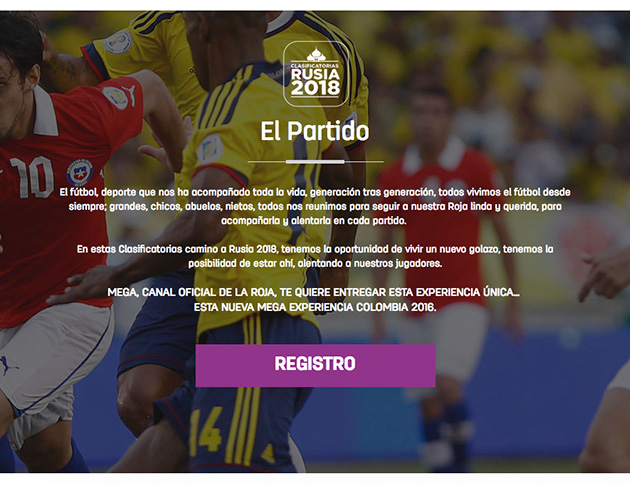 CLASIFICATORIAS
RUSIA
2018
El Partido
10
El fútbol, deporte que nos ha acompañado toda la vida, generación tras generación, todos vivimos el fútbol desde
siempre; grandes, chicos, abuelos, nietos, todos nos reunimos para seguir a nuestra Roja linda y querida, para
acompañarla y alentarla en cada partido.
En estas Clasificatorias camino a Rusia 2018, tenemos la oportunidad de vivir un nuevo golazo, tenemos la
posibilidad de estar ahí, alentando a nuestros jugadores.
MEGA, CANAL OFICIAL DE LA ROJA, TE QUIERE ENTREGAR ESTA EXPERIENCIA ÚNICA...
ESTA NUEVA MEGA EXPERIENCIA COLOMBIA 2016.
REGISTRO
14